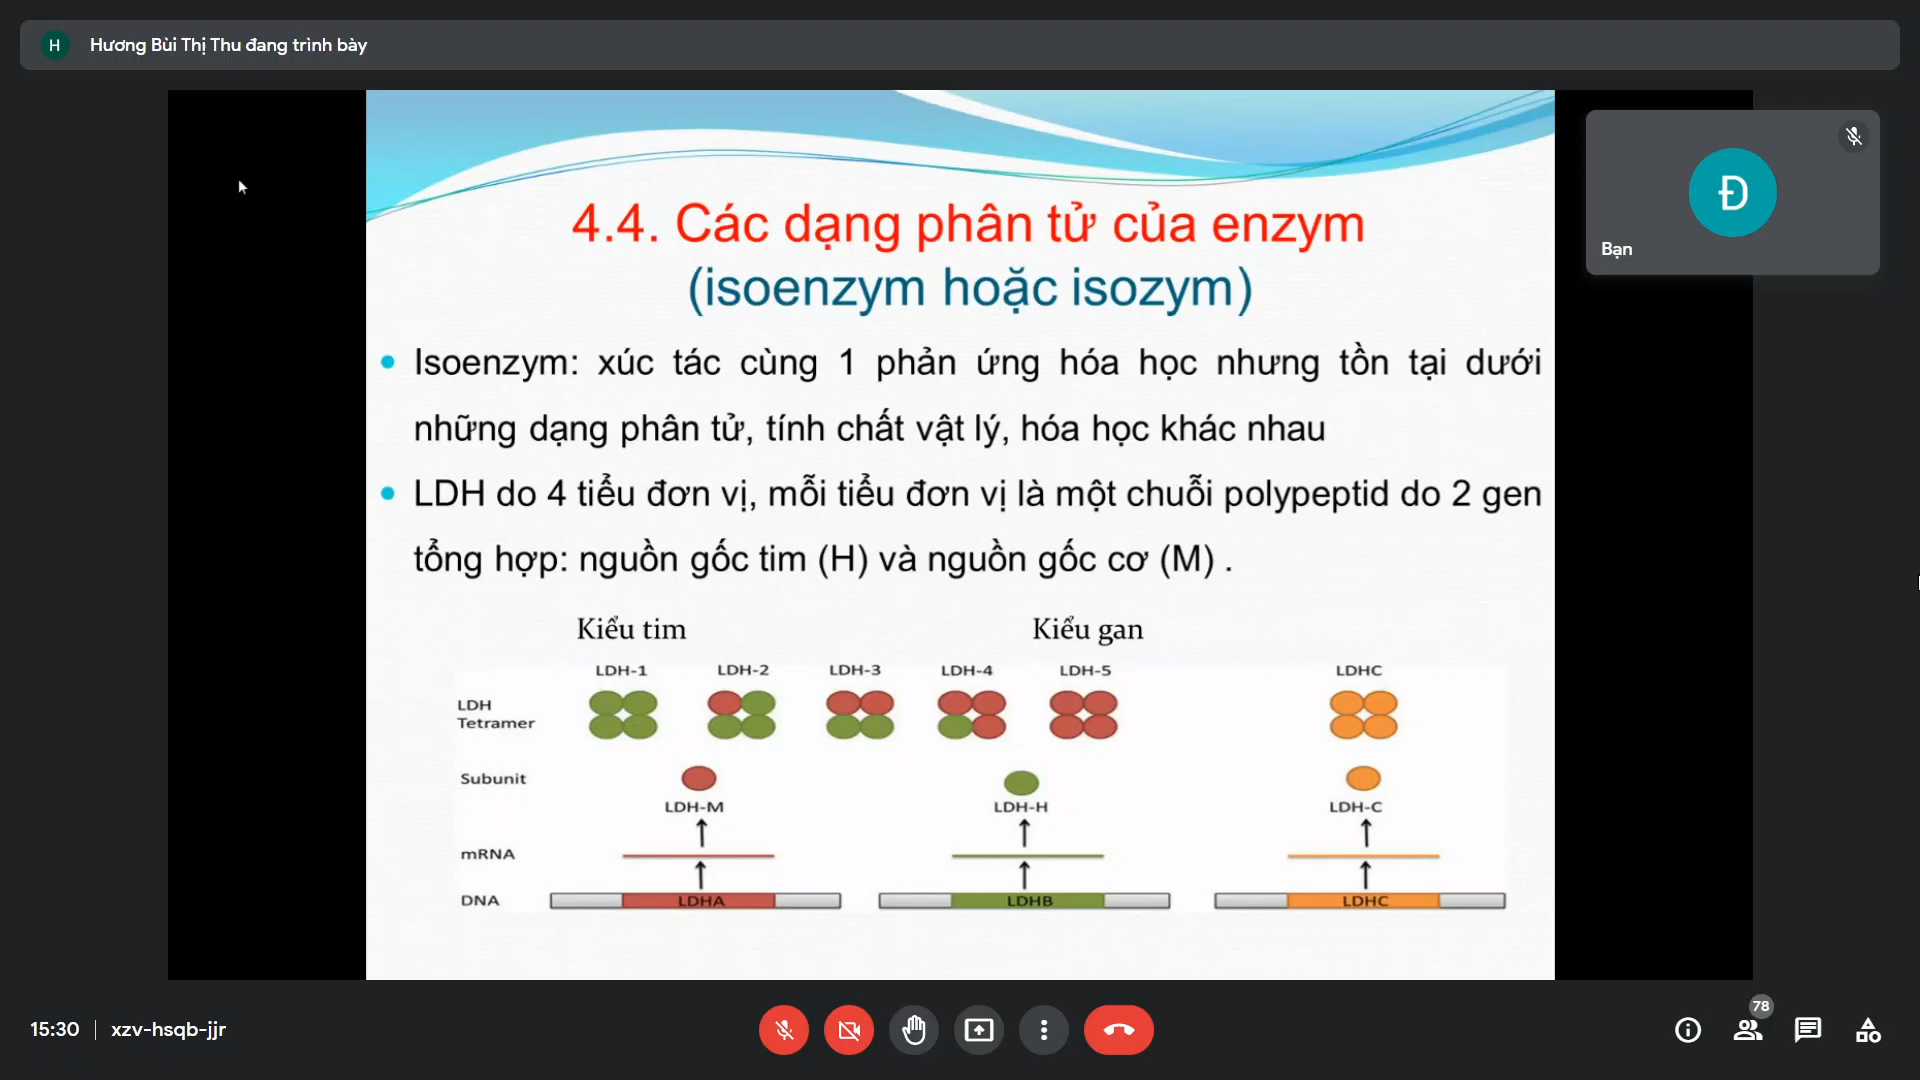 H Hương Bùi Thị Thu đang trình bày
Đ
Bạn
4.4. Các dạng phân tử của enzym
(isoenzym hoặc isozym)
Isoenzym: xúc tác cùng 1 phản ứng hóa học nhưng tồn tại dưới
những dạng phân tử, tính chất vật lý, hóa học khác nhau
LDH do 4 tiểu đơn vị, mỗi tiểu đơn vị là một chuỗi polypeptid do 2 gen
tổng hợp: nguồn gốc tim (H) và nguồn gốc cơ (M) .
Kiểu tim Kiểu gan
LDH-1 LDH-2 LDH-3 LDH-4 LDH-5 LDHC
LDH
Tetramer
Subunit
LDH-M LDH-H LDH-C
mRNA
DNA LDHA LDHB LDHC
15:30 | xzv-hsqb-jjr
78